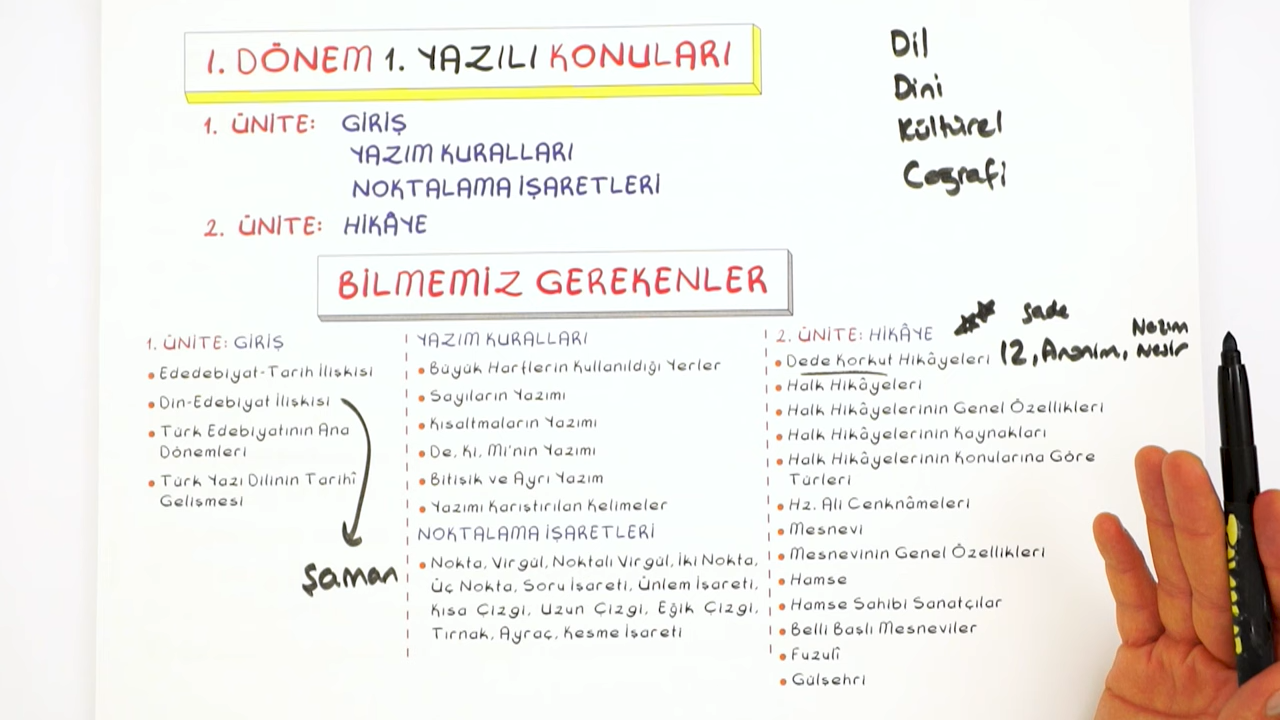 1. DÖNEM 1. YAZILI KONULARI
1. ÜNİTE: GİRİŞ
YAZIM KURALLARI
NOKTALAMA İŞARETLERİ
2. ÜNİTE: HİKÂYE
Dil
Dini
Kültürel
Coğrafi
BİLMEMİZ GEREKENLER
1. ÜNİTE: GİRİŞ
• Ededebiyat-Tarih İlişkisi
• Din-Edebiyat İlişkisi
• Türk Edebiyatının Ana
Dönemleri
• Türk Yazı Dilinin Tarihî
Gelişmesi
Şaman
YAZIM KURALLARI
• Büyük Harflerin Kullanıldığı Yerler
• Sayıların Yazımı
• Kısaltmaların Yazımı
• De, Ki, Mi'nin Yazımı
• Bitişik ve Ayrı Yazım
• Yazımı Karıştırılan Kelimeler
NOKTALAMA İŞARETLERİ
• Nokta, Virgül, Noktalı Virgül, İki Nokta,
Üç Nokta, Soru İşareti, Ünlem İşareti,
Kısa Çizgi, Uzun Çizgi, Eğik Çizgi,
Tırnak, Ayraç, Kesme İşareti
2. ÜNİTE: HİKÂYE
Sade
Nazım
• Dede Korkut Hikâyeleri 12, Anonim, Nesir
• Halk Hikâyeleri
• Halk Hikâyelerinin Genel Özellikleri
• Halk Hikâyelerinin Kaynakları
• Halk Hikâyelerinin Konularına Göre
Türleri
• Hz. Ali Cenknâmeleri
• Mesnevi
• Mesnevinin Genel Özellikleri
• Hamse
• Hamse Sahibi Sanatçılar
• Belli Başlı Mesneviler
• Fuzulî
• Gülşehri